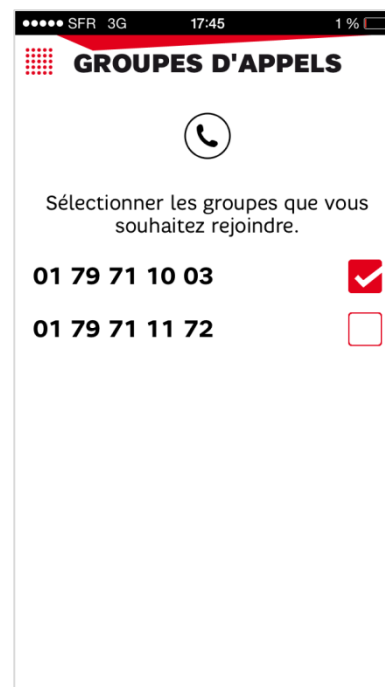 SFR 3G 17:45 1 %
GROUPES D'APPELS
Sélectionner les groupes que vous
souhaitez rejoindre.
01 79 71 10 03
01 79 71 11 72